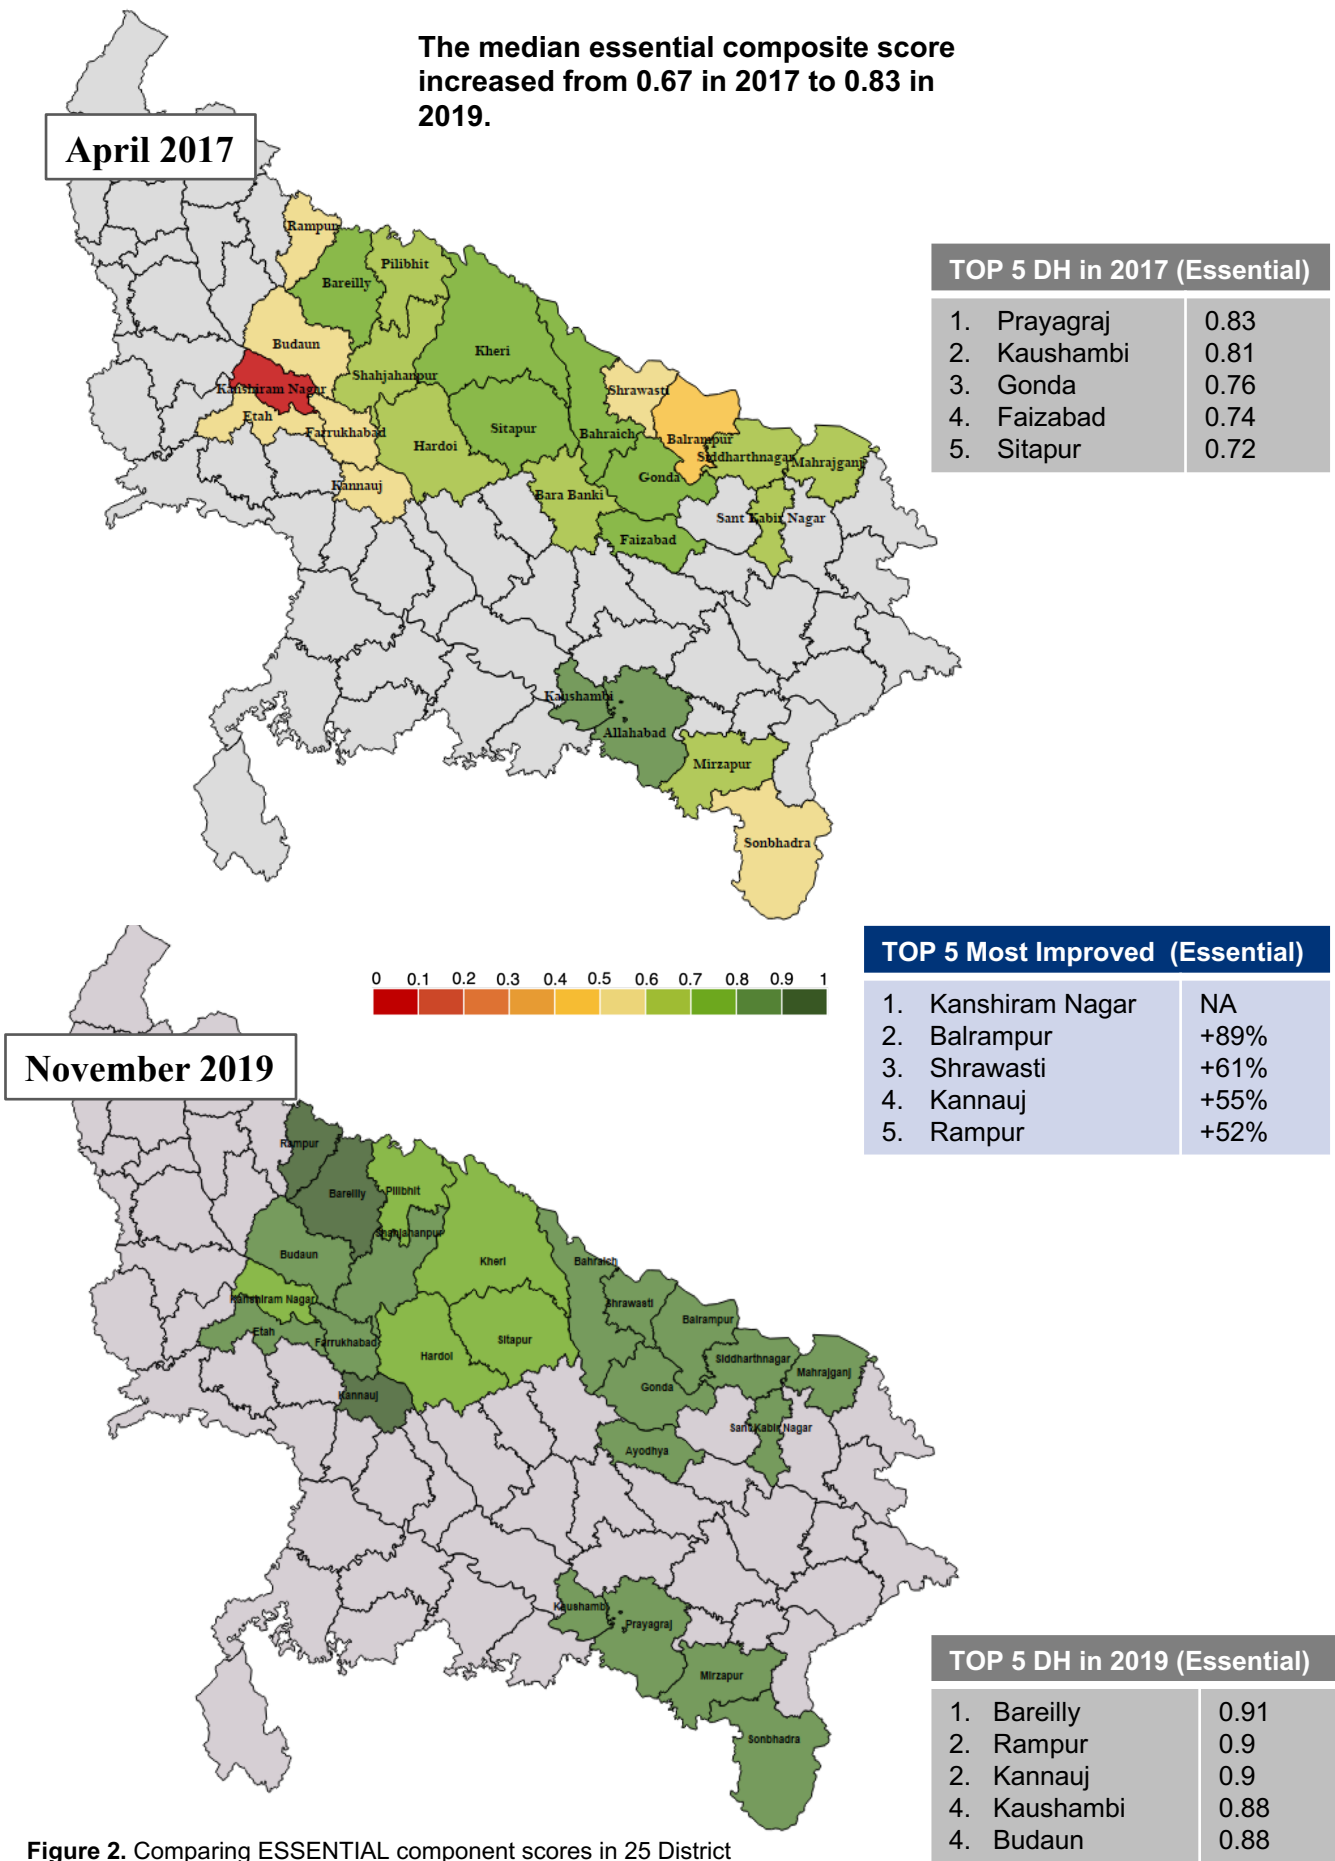 The median essential composite score
increased from 0.67 in 2017 to 0.83 in
2019.
April 2017
Rampur
Pilibhit
Bareilly
Budaun
Kheri
Shahjahanpur
Kanshiram Nagar
Shrawasti
Etah
Farrukhabad
Sitapur
Bahraich
Balrampur
Hardoi
Siddharthnagar
Mahrajganj
Gonda
Kannauj
Bara Banki
Sant Kabir Nagar
Faizabad
Kaushambi
Allahabad
Mirzapur
Sonbhadra
TOP 5 DH in 2017 (Essential)
1. Prayagraj 0.83
2. Kaushambi 0.81
3. Gonda 0.76
4. Faizabad 0.74
5. Sitapur 0.72
TOP 5 Most Improved (Essential)
1. Kanshiram Nagar NA
2. Balrampur +89%
3. Shrawasti +61%
4. Kannauj +55%
5. Rampur +52%
0 0.1 0.2 0.3 0.4 0.5 0.6 0.7 0.8 0.9 1
November 2019
Rampur
Bareilly
Pilibhit
Shahjahanpur
Budaun
Kheri
Bahraich
Kanshiram Nagar
Shrawasti
Balrampur
Etah
Farrukhabad
Sitapur
Hardoi
Siddharthnagar
Mahrajganj
Gonda
Kannauj
Sant Kabir Nagar
Ayodhya
Kaushambi
Prayagraj
Mirzapur
Sonbhadra
TOP 5 DH in 2019 (Essential)
1. Bareilly 0.91
2. Rampur 0.9
2. Kannauj 0.9
4. Kaushambi 0.88
4. Budaun 0.88
Figure 2. Comparing ESSENTIAL component scores in 25 District